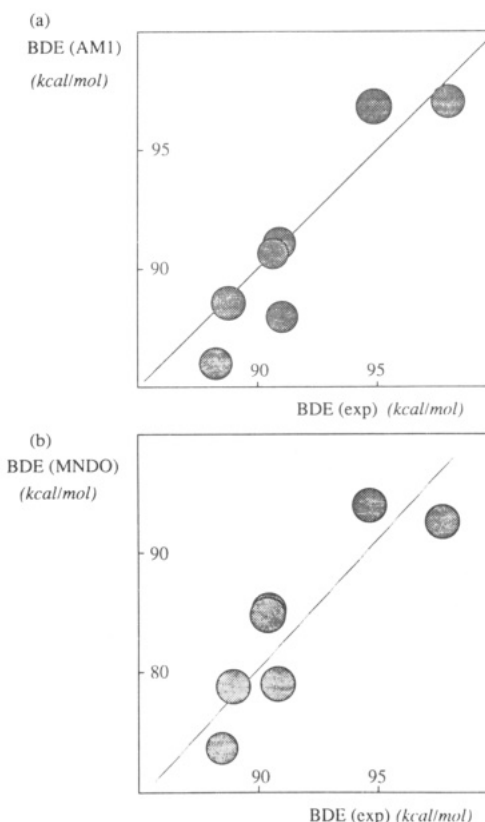 (a)
BDE (AM1)
(kcal/mol)
95
90
90 95
BDE (exp) (kcal/mol)
(b)
BDE (MNDO)
(kcal/mol)
90
80
90 95
BDE (exp) (kcal/mol)